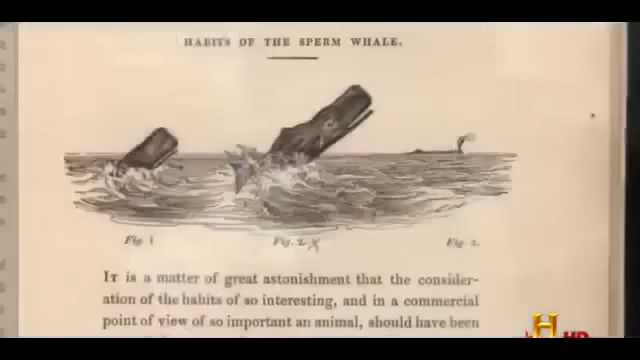 HABITS OF THE SPERM WHALE.
Fig 1
Fig. 2
Fig. 3.
IT is a matter of great astonishment that the consider-
ation of the habits of so interesting, and in a commercial
point of view of so important an animal, should have been
H HD